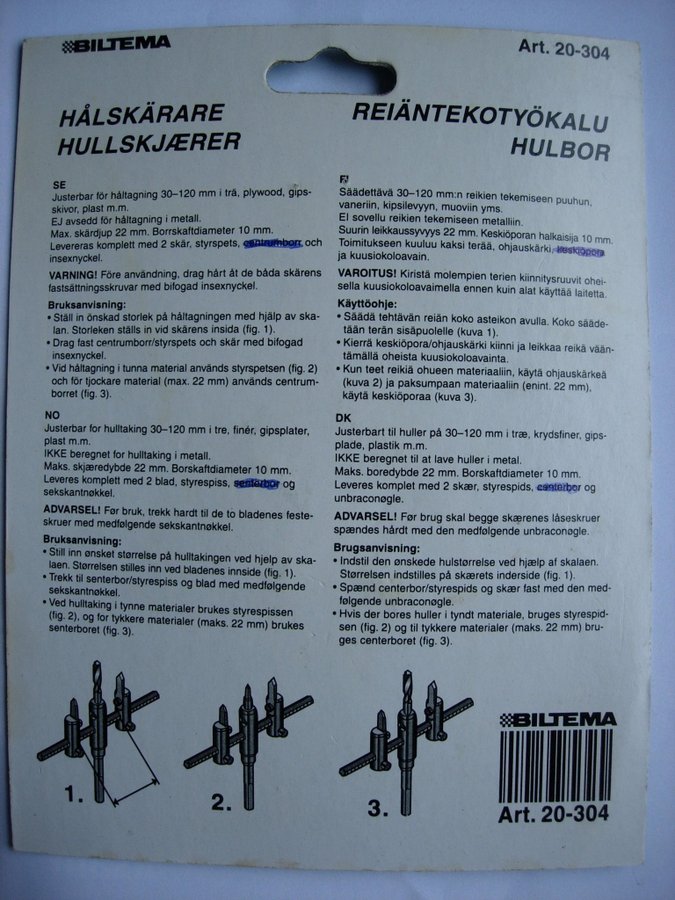 BILTEMA
Art. 20-304
HÅLSKÄRARE
HULLSKJÆRER
REIÄNTEKOTYÖKALU
HULBOR
SE
Justerbar för håltagning 30–120 mm i trä, plywood, gips-
skivor, plast m.m.
EJ avsedd för håltagning i metall.
Max. skärdjup 22 mm. Borrskaftdiameter 10 mm.
Levereras komplett med 2 skär, styrspets, centrumborr, och
insexnyckel.
VARNING! Före användning, drag hårt åt de båda skärens
fastsättningsskruvar med bifogad insexnyckel.
Bruksanvisning:
• Ställ in önskad storlek på håltagningen med hjälp av ska-
lan. Storleken ställs in vid skärens insida (fig. 1).
• Drag fast centrumborr/styrspets och skär med bifogad
insexnyckel.
• Vid håltagning i tunna material används styrspetsen (fig. 2)
och för tjockare material (max. 22 mm) används centrum-
borret (fig. 3).
NO
Justerbar for hulltaking 30–120 mm i tre, finér, gipsplater,
plast m.m.
IKKE beregnet for hulltaking i metall.
Maks. skjæredybde 22 mm. Borskaftdiameter 10 mm.
Leveres komplett med 2 blad, styrespiss, senterbor og
sekskantnøkkel.
ADVARSEL! Før bruk, trekk hardt til de to bladenes feste-
skruer med medfølgende sekskantnøkkel.
Bruksanvisning:
• Still inn ønsket størrelse på hulltakingen ved hjelp av ska-
laen. Størrelsen stilles inn ved bladenes innside (fig. 1).
• Trekk til senterbor/styrespiss og blad med medfølgende
sekskantnøkkel.
• Ved hulltaking i tynne materialer brukes styrespissen
(fig. 2), og for tykkere materialer (maks. 22 mm) brukes
senterboret (fig. 3).
Säädettävä 30–120 mm:n reikien tekemiseen puuhun,
vaneriin, kipsilevyyn, muoviin yms.
EI sovellu reikien tekemiseen metalliin.
Suurin leikkaussyvyys 22 mm. Keskiöporan halkaisija 10 mm.
Toimitukseen kuuluu kaksi terää, ohjauskärki, keskiöpora
ja kuusiokoloavain.
VAROITUS! Kiristä molempien terien kiinnitysruuvit ohei-
sella kuusiokoloavaimella ennen kuin alat käyttää laitetta.
Käyttöohje:
• Säädä tehtävän reiän koko asteikon avulla. Koko sääde-
tään terän sisäpuolelle (kuva 1).
• Kierrä keskiöpora/ohjauskärki kiinni ja leikkaa reikä vään-
tämällä oheista kuusiokoloavainta.
• Kun teet reikiä ohueen materiaaliin, käytä ohjauskärkeä
(kuva 2) ja paksumpaan materiaaliin (enint. 22 mm),
käytä keskiöporaa (kuva 3).
DK
Justerbart til huller på 30–120 mm i træ, krydsfiner, gips-
plade, plastik m.m.
IKKE beregnet til at lave huller i metal.
Maks. boredybde 22 mm. Borskaftdiameter 10 mm.
Leveres komplet med 2 skær, styrespids, centerbor og
unbraconøgle.
ADVARSEL! Før brug skal begge skærenes låseskruer
spændes hårdt med den medfølgende unbraconøgle.
Brugsanvisning:
• Indstil den ønskede hulstørrelse ved hjælp af skalaen.
Størrelsen indstilles på skærets inderside (fig. 1).
• Spænd centerbor/styrespids og skær fast med den med-
følgende unbraconøgle.
• Hvis der bores huller i tyndt materiale, bruges styrespid-
sen (fig. 2) og til tykkere materialer (maks. 22 mm) bru-
ges centerboret (fig. 3).
1.
2.
3.
BILTEMA
Art. 20-304